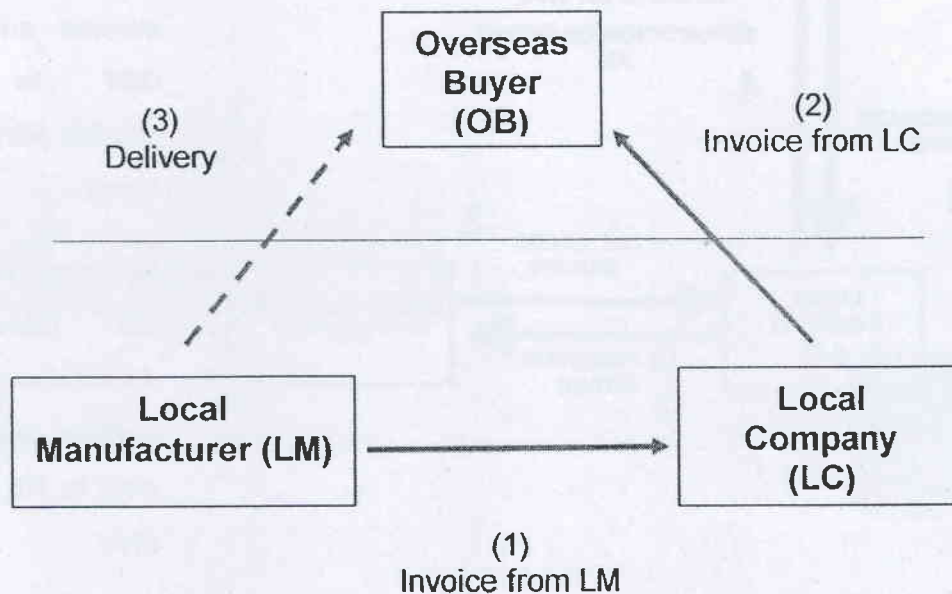 Overseas
Buyer
(OB)
(3)
Delivery
(2)
Invoice from LC
Local
Manufacturer (LM)
Local
Company
(LC)
(1)
Invoice from LM